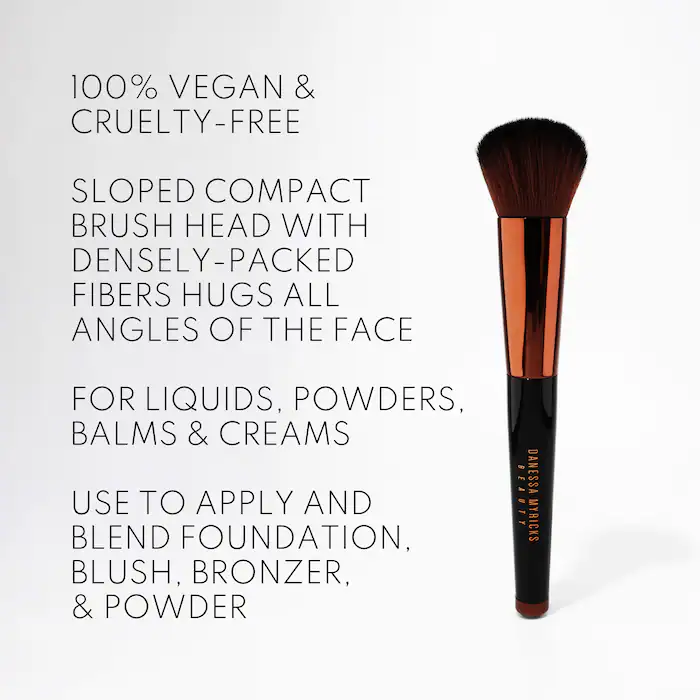 100% VEGAN &
CRUELTY-FREE
SLOPED COMPACT
BRUSH HEAD WITH
DENSELY-PACKED
FIBERS HUGS ALL
ANGLES OF THE FACE
FOR LIQUIDS, POWDERS,
BALMS & CREAMS
USE TO APPLY AND
BLEND FOUNDATION,
BLUSH, BRONZER,
& POWDER
DANESSA MYRICKS
BEAUTY